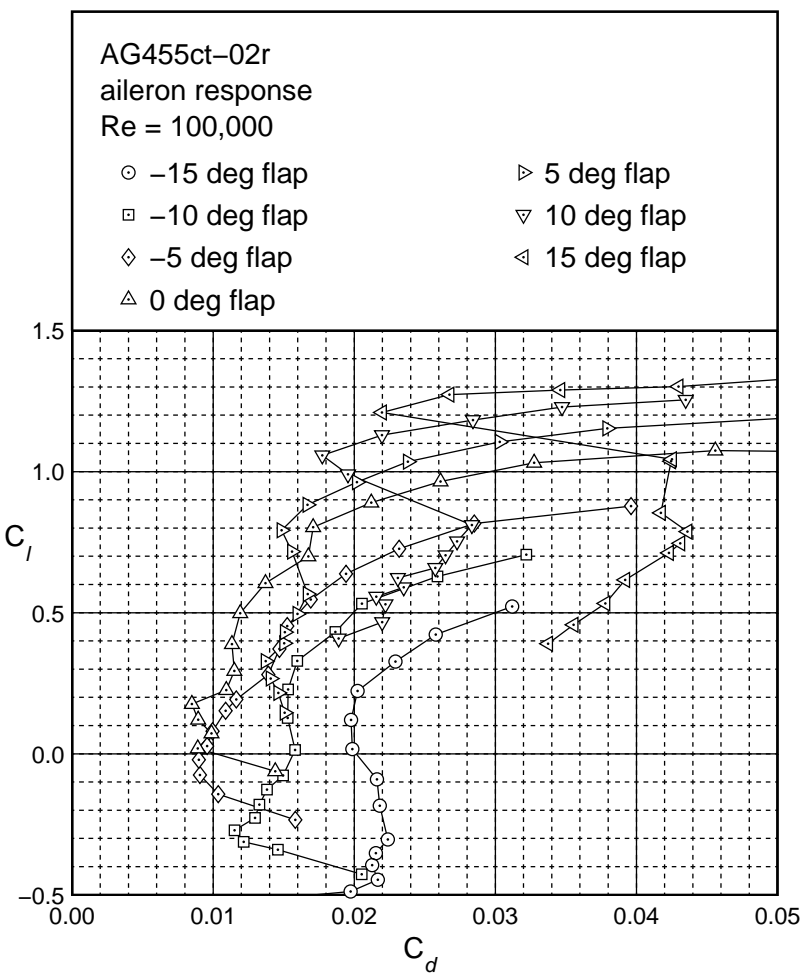 AG455ct−02r
aileron response
Re = 100,000
−15 deg flap
−10 deg flap
−5 deg flap
0 deg flap
5 deg flap
10 deg flap
15 deg flap
1.5
1.0
0.5
0.0
−0.5
C_l
0.00 0.01 0.02 0.03 0.04 0.05
C_d